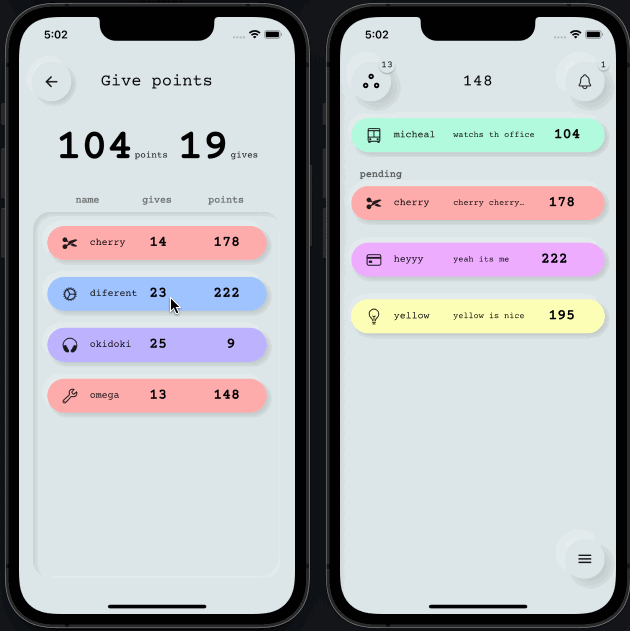 5:02
Give points
104 points 19 gives
name gives points
cherry 14 178
diferent 23 222
okidoki 25 9
omega 13 148
5:02
13
148
1
micheal watchs th office 104
pending
cherry cherry cherry… 178
heyyy yeah its me 222
yellow yellow is nice 195